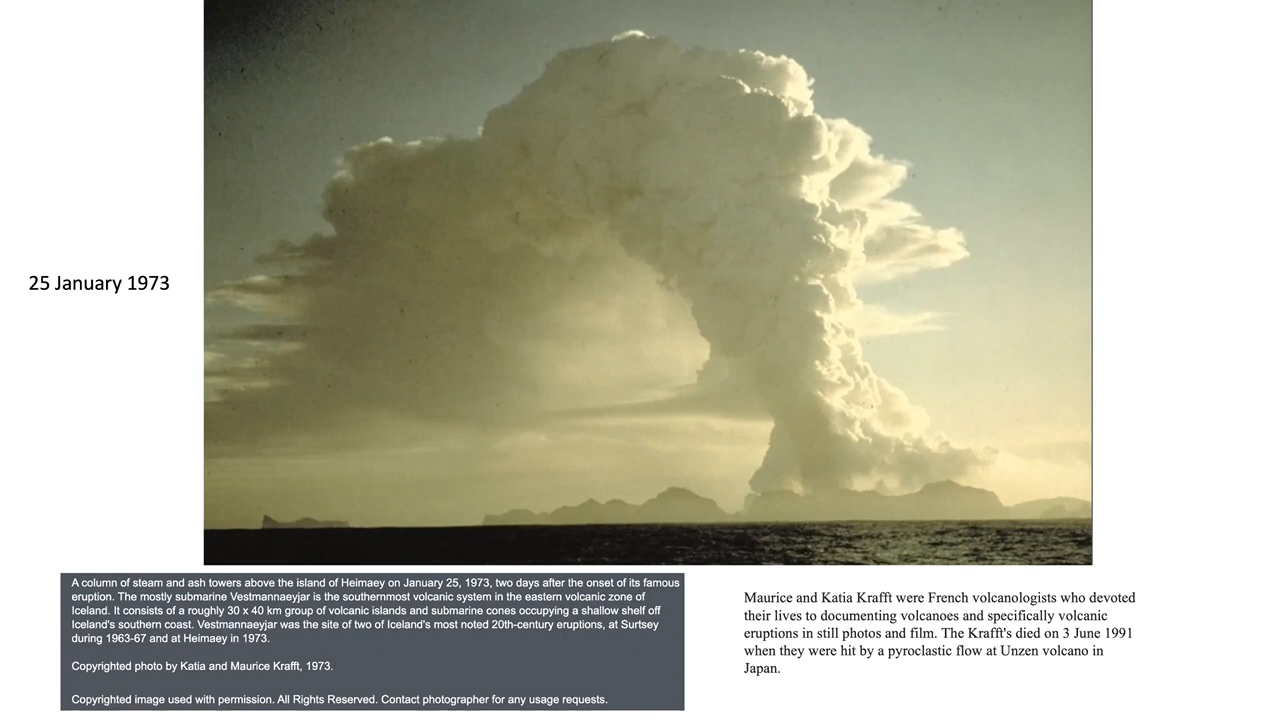 25 January 1973
A column of steam and ash towers above the island of Heimaey on January 25, 1973, two days after the onset of its famous
eruption. The mostly submarine Vestmannaeyjar is the southernmost volcanic system in the eastern volcanic zone of
Iceland. It consists of a roughly 30 x 40 km group of volcanic islands and submarine cones occupying a shallow shelf off
Iceland's southern coast. Vestmannaeyjar was the site of two of Iceland's most noted 20th-century eruptions, at Surtsey
during 1963-67 and at Heimaey in 1973.
Copyrighted photo by Katia and Maurice Krafft, 1973.
Copyrighted image used with permission. All Rights Reserved. Contact photographer for any usage requests.
Maurice and Katia Krafft were French volcanologists who devoted
their lives to documenting volcanoes and specifically volcanic
eruptions in still photos and film. The Krafft's died on 3 June 1991
when they were hit by a pyroclastic flow at Unzen volcano in
Japan.